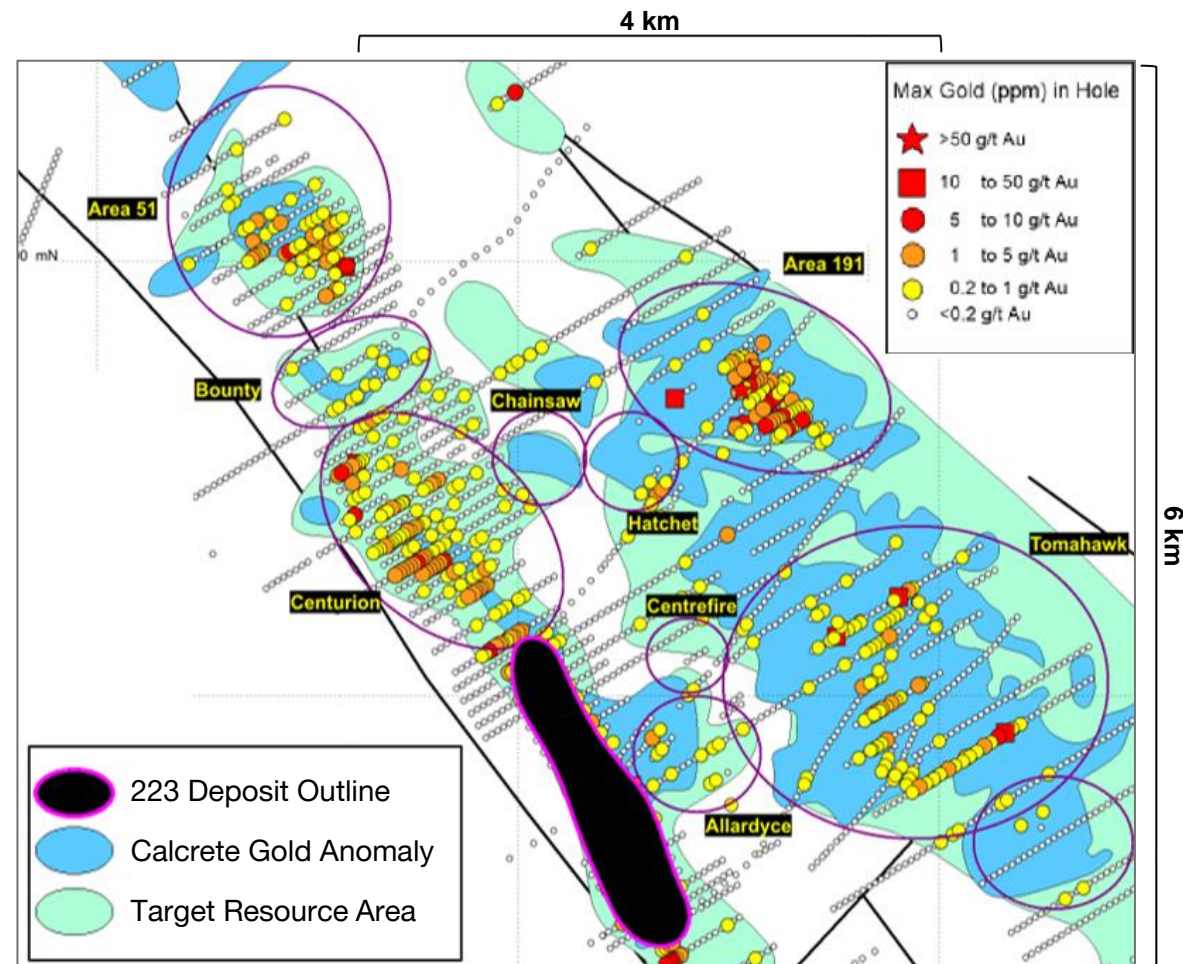 4 km
Max Gold (ppm) in Hole
>50 g/t Au
10 to 50 g/t Au
5 to 10 g/t Au
1 to 5 g/t Au
0.2 to 1 g/t Au
<0.2 g/t Au
Area 51
0 mN
Area 191
Bounty
Chainsaw
Hatchet
6 km
Tomahawk
Centurion
Centrefire
Allardyce
223 Deposit Outline
Calcrete Gold Anomaly
Target Resource Area